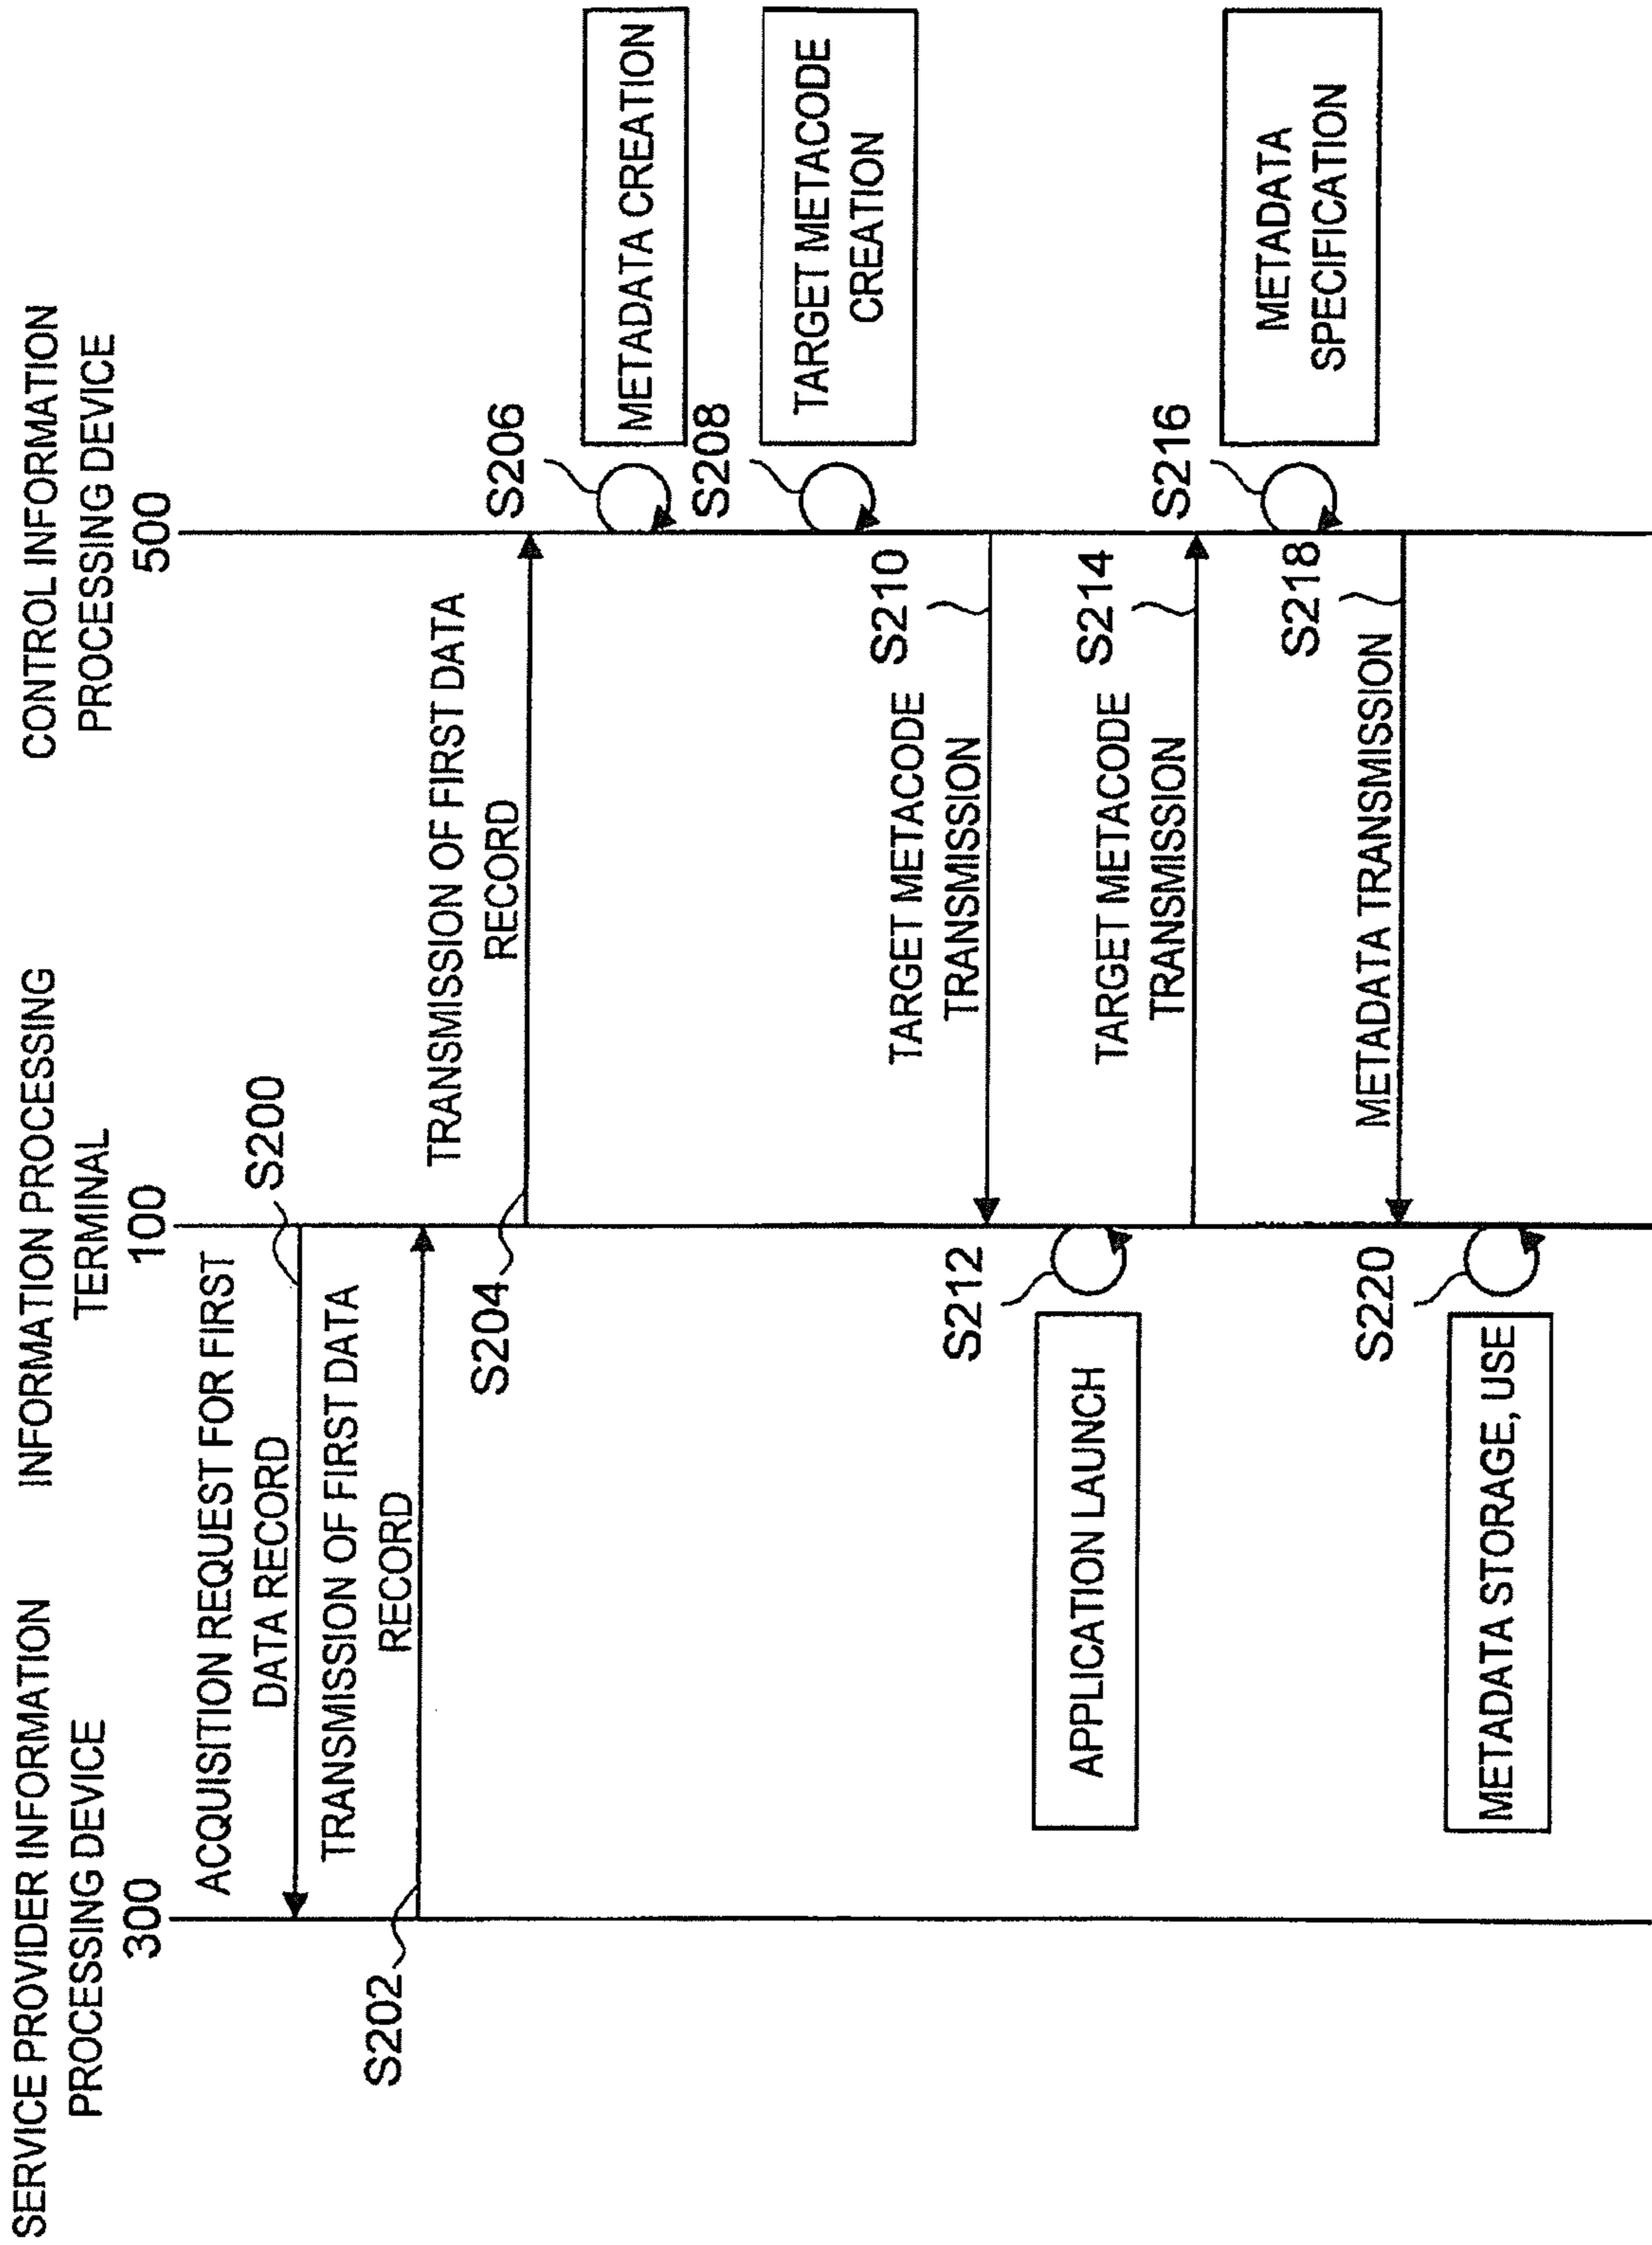 SERVICE PROVIDER INFORMATION
PROCESSING DEVICE
300
INFORMATION PROCESSING
TERMINAL
100
CONTROL INFORMATION
PROCESSING DEVICE
500
ACQUISITION REQUEST FOR FIRST
DATA RECORD
S200
TRANSMISSION OF FIRST DATA
RECORD
S202
TRANSMISSION OF FIRST DATA
RECORD
S204
S206
METADATA CREATION
S208
TARGET METACODE
CREATION
TARGET METACODE
TRANSMISSION
S210
S212
APPLICATION LAUNCH
TARGET METACODE
TRANSMISSION
S214
S216
METADATA
SPECIFICATION
METADATA TRANSMISSION
S218
S220
METADATA STORAGE, USE